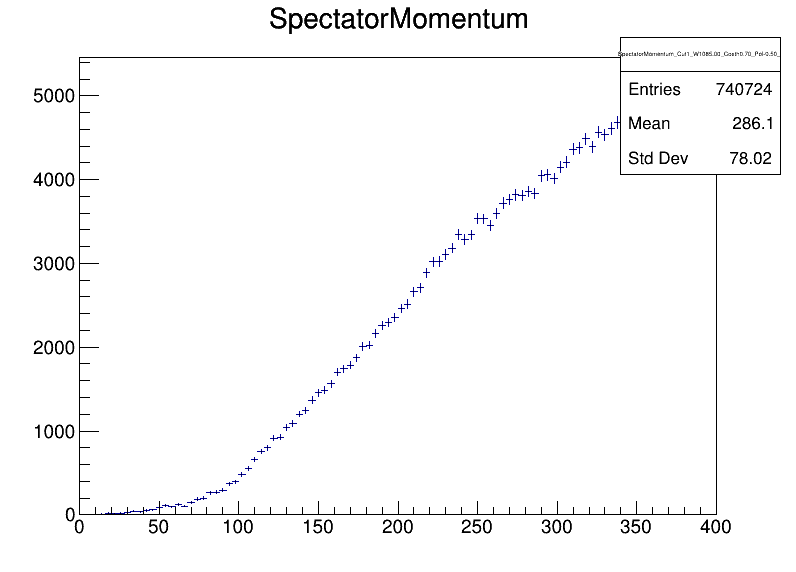 SpectatorMomentum
SpectatorMomentum_Cut1_W1085.00_Costh0.70_Pol-0.50_
Entries 740724
Mean 286.1
Std Dev 78.02
5000
4000
3000
2000
1000
0
0 50 100 150 200 250 300 350 400